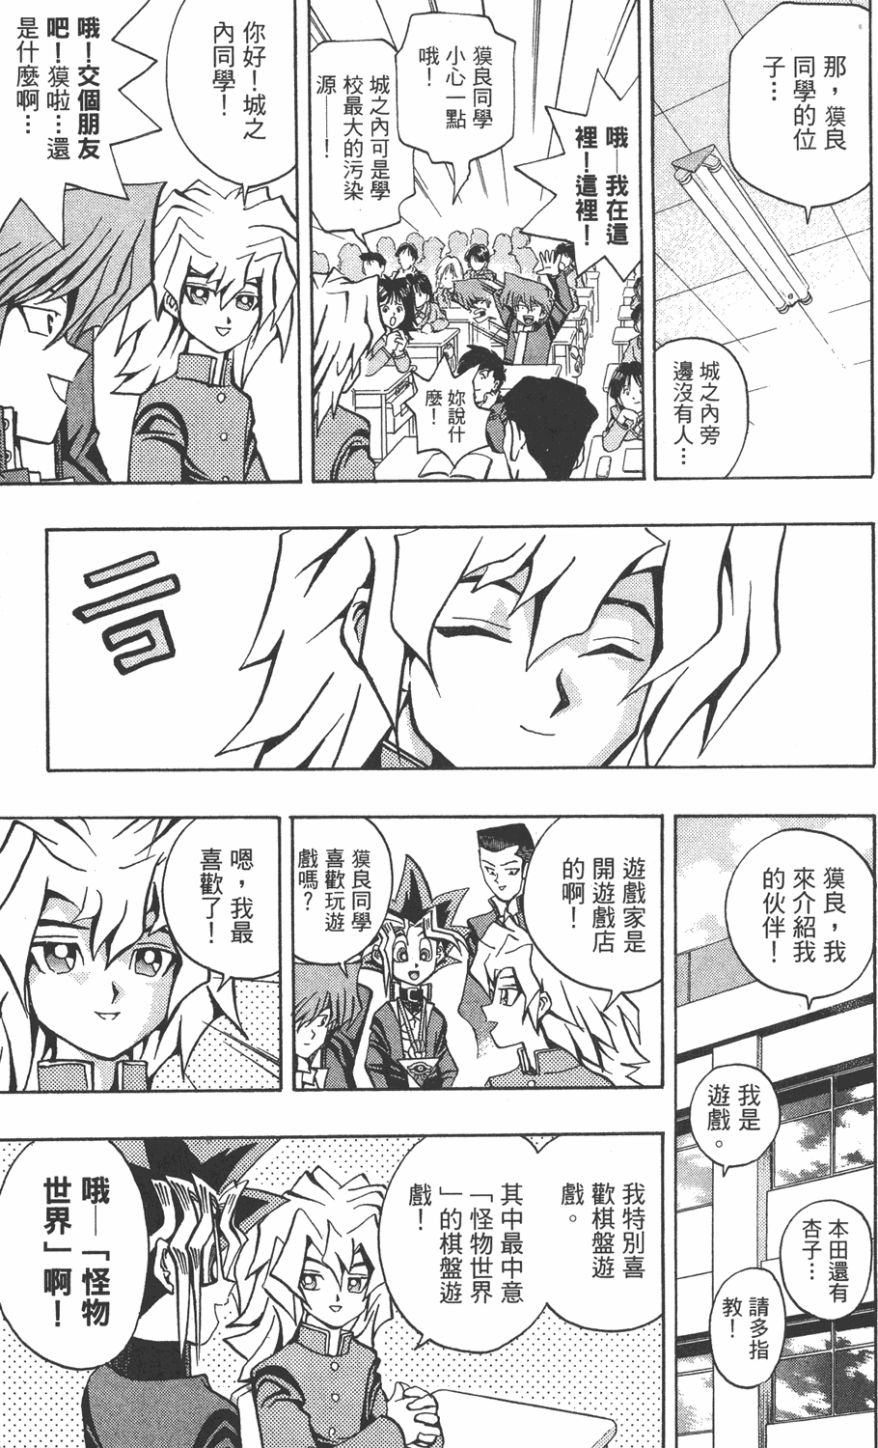 那，獏良
同學的位
子…
城之內旁
邊沒有人…
哦─我在這
裡！這裡！
獏良同學
小心一點
哦！
城之內可是學
校最大的污染
源──！
妳說什
麼！
你好！城之
內同學！
哦！交個朋友
吧！獏啦…還
是什麼啊…
ニコ
獏良，我
來介紹我
的伙伴！
我是
遊戲。
本田還有
杏子…
請多指
教！
遊戲家是
開遊戲店
的啊！
獏良同學
喜歡玩遊
戲嗎？
嗯，我最
喜歡了！
我特別喜
歡棋盤遊
戲。
其中最中意
「怪物世界
」的棋盤遊
戲！
哦─「怪物
世界」啊！